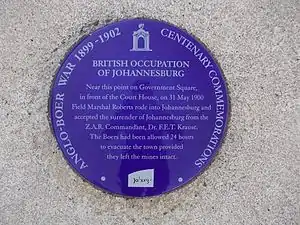 ANGLO-BOER WAR 1899-1902 CENTENARY COMMEMORATIONS
BRITISH OCCUPATION
OF JOHANNESBURG
Near this point on Government Square,
in front of the Court House, on 31 May 1900
Field Marshal Roberts rode into Johannesburg and
accepted the surrender of Johannesburg from the
Z.A.R. Commandant, Dr. F.E.T. Krause.
The Boers had been allowed 24 hours
to evacuate the town provided
they left the mines intact.